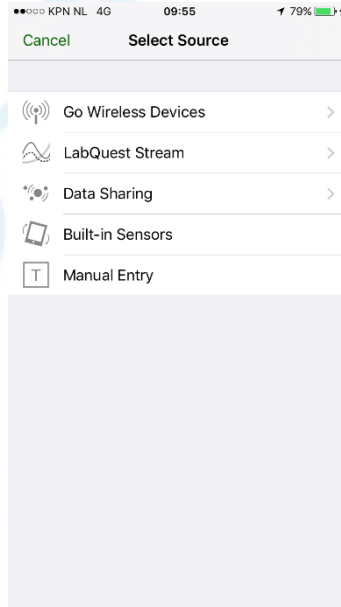 KPN NL 4G 09:55 79%
Cancel Select Source
Go Wireless Devices
LabQuest Stream
Data Sharing
Built-in Sensors
T Manual Entry